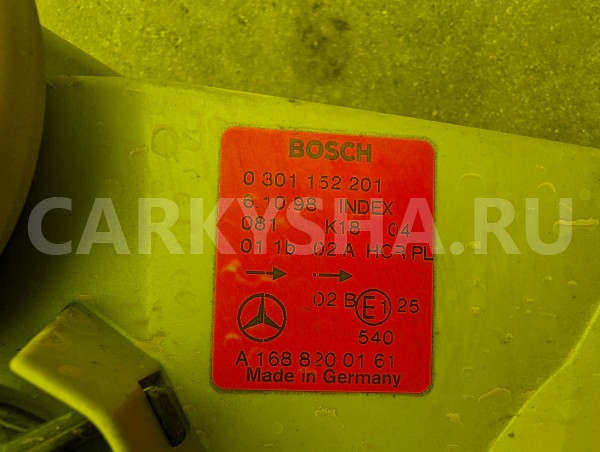 BOSCH
0 301 152 201
6.10.98 INDEX
081 K18 04
CARKISHA.RU
01 1b 02 A HCR PL
02 B E1 25
540
A 168 820 01 61
Made in Germany